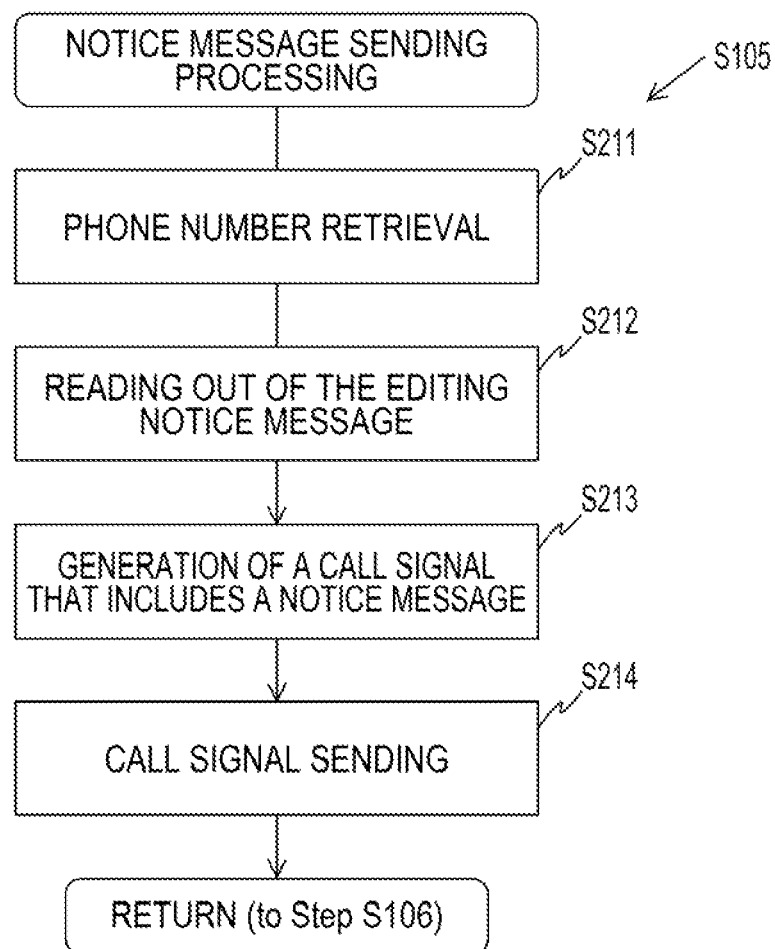 NOTICE MESSAGE SENDING
PROCESSING
S105
S211
PHONE NUMBER RETRIEVAL
S212
READING OUT OF THE EDITING
NOTICE MESSAGE
S213
GENERATION OF A CALL SIGNAL
THAT INCLUDES A NOTICE MESSAGE
S214
CALL SIGNAL SENDING
RETURN (to Step S106)